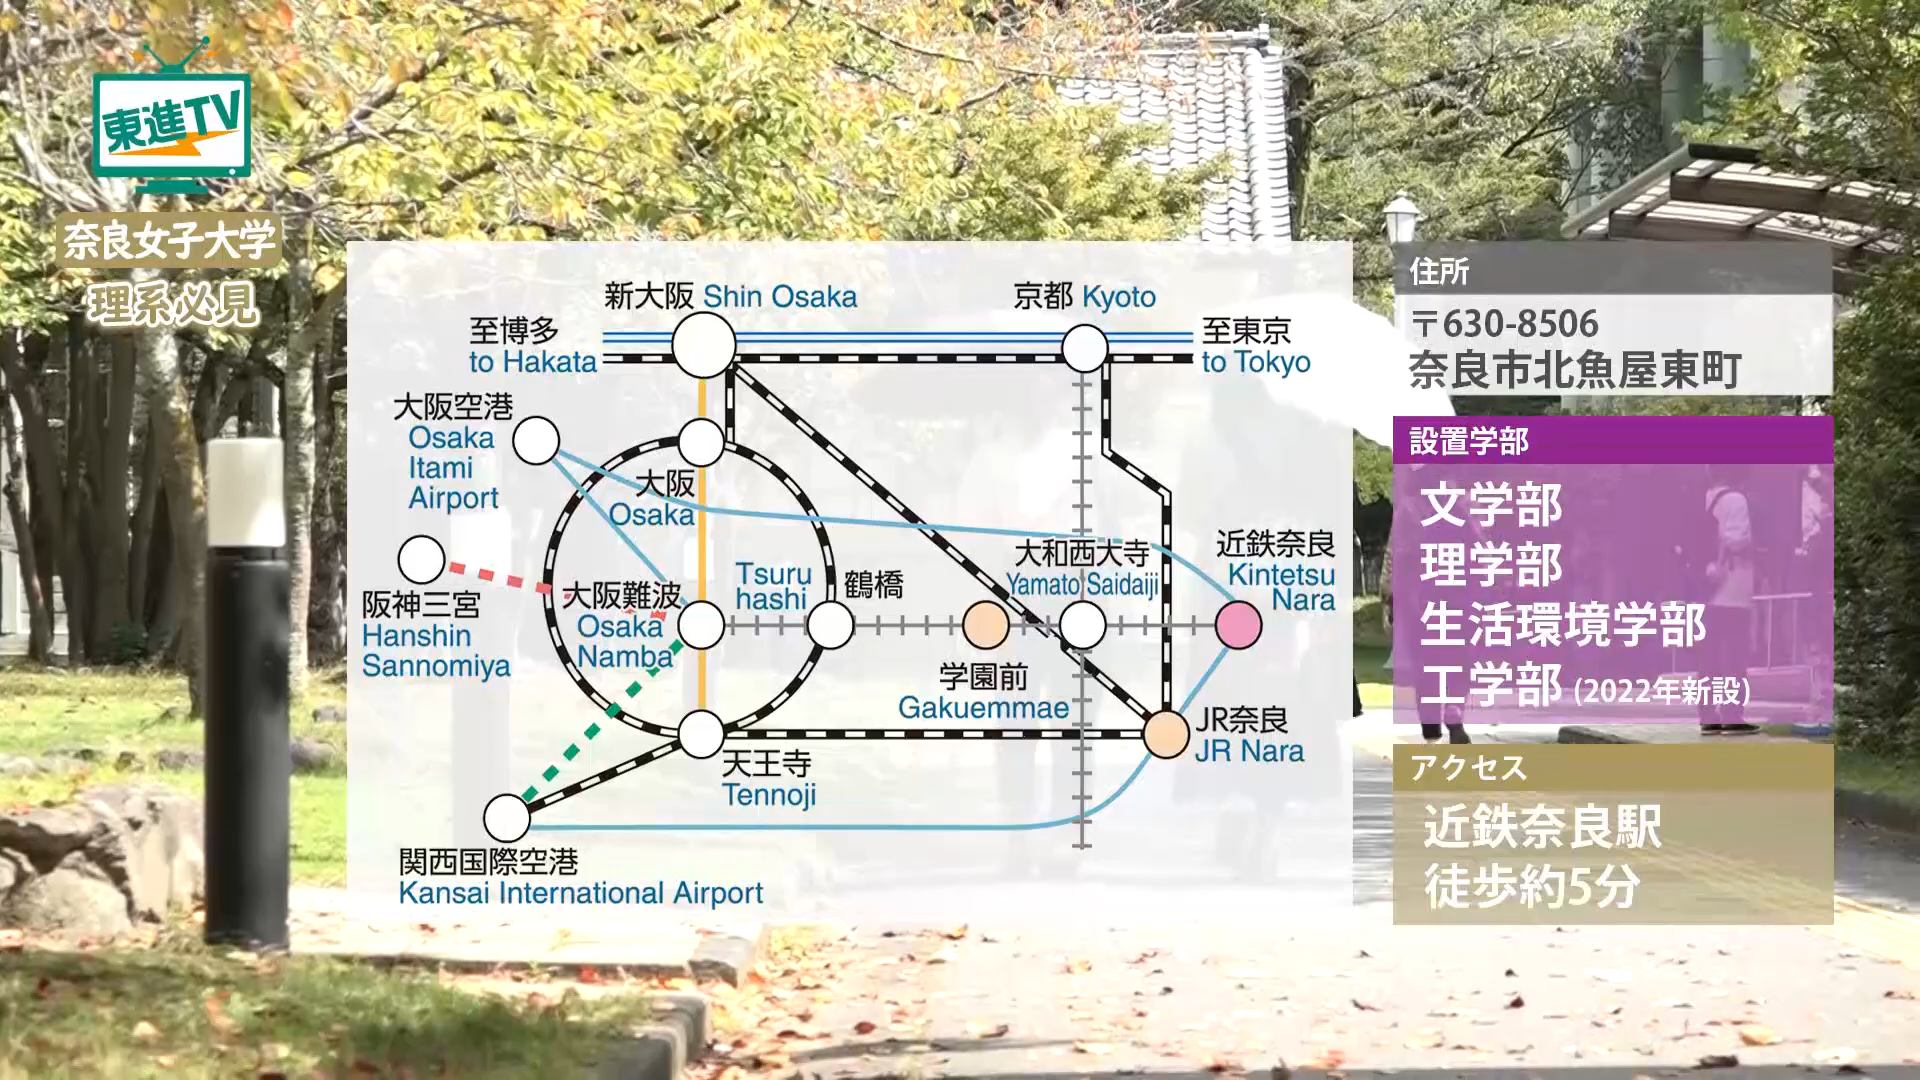 東進TV
奈良女子大学
理系必見
新大阪 Shin Osaka
京都 Kyoto
至博多
to Hakata
至東京
to Tokyo
大阪空港
Osaka
Itami
Airport
大阪
Osaka
阪神三宮
Hanshin
Sannomiya
大阪難波
Osaka
Namba
Tsuru
hashi
鶴橋
大和西大寺
Yamato Saidaiji
近鉄奈良
Kintetsu
Nara
学園前
Gakuemmae
JR奈良
JR Nara
天王寺
Tennoji
関西国際空港
Kansai International Airport
住所
〒630-8506
奈良市北魚屋東町
設置学部
文学部
理学部
生活環境学部
工学部 (2022年新設)
アクセス
近鉄奈良駅
徒歩約5分